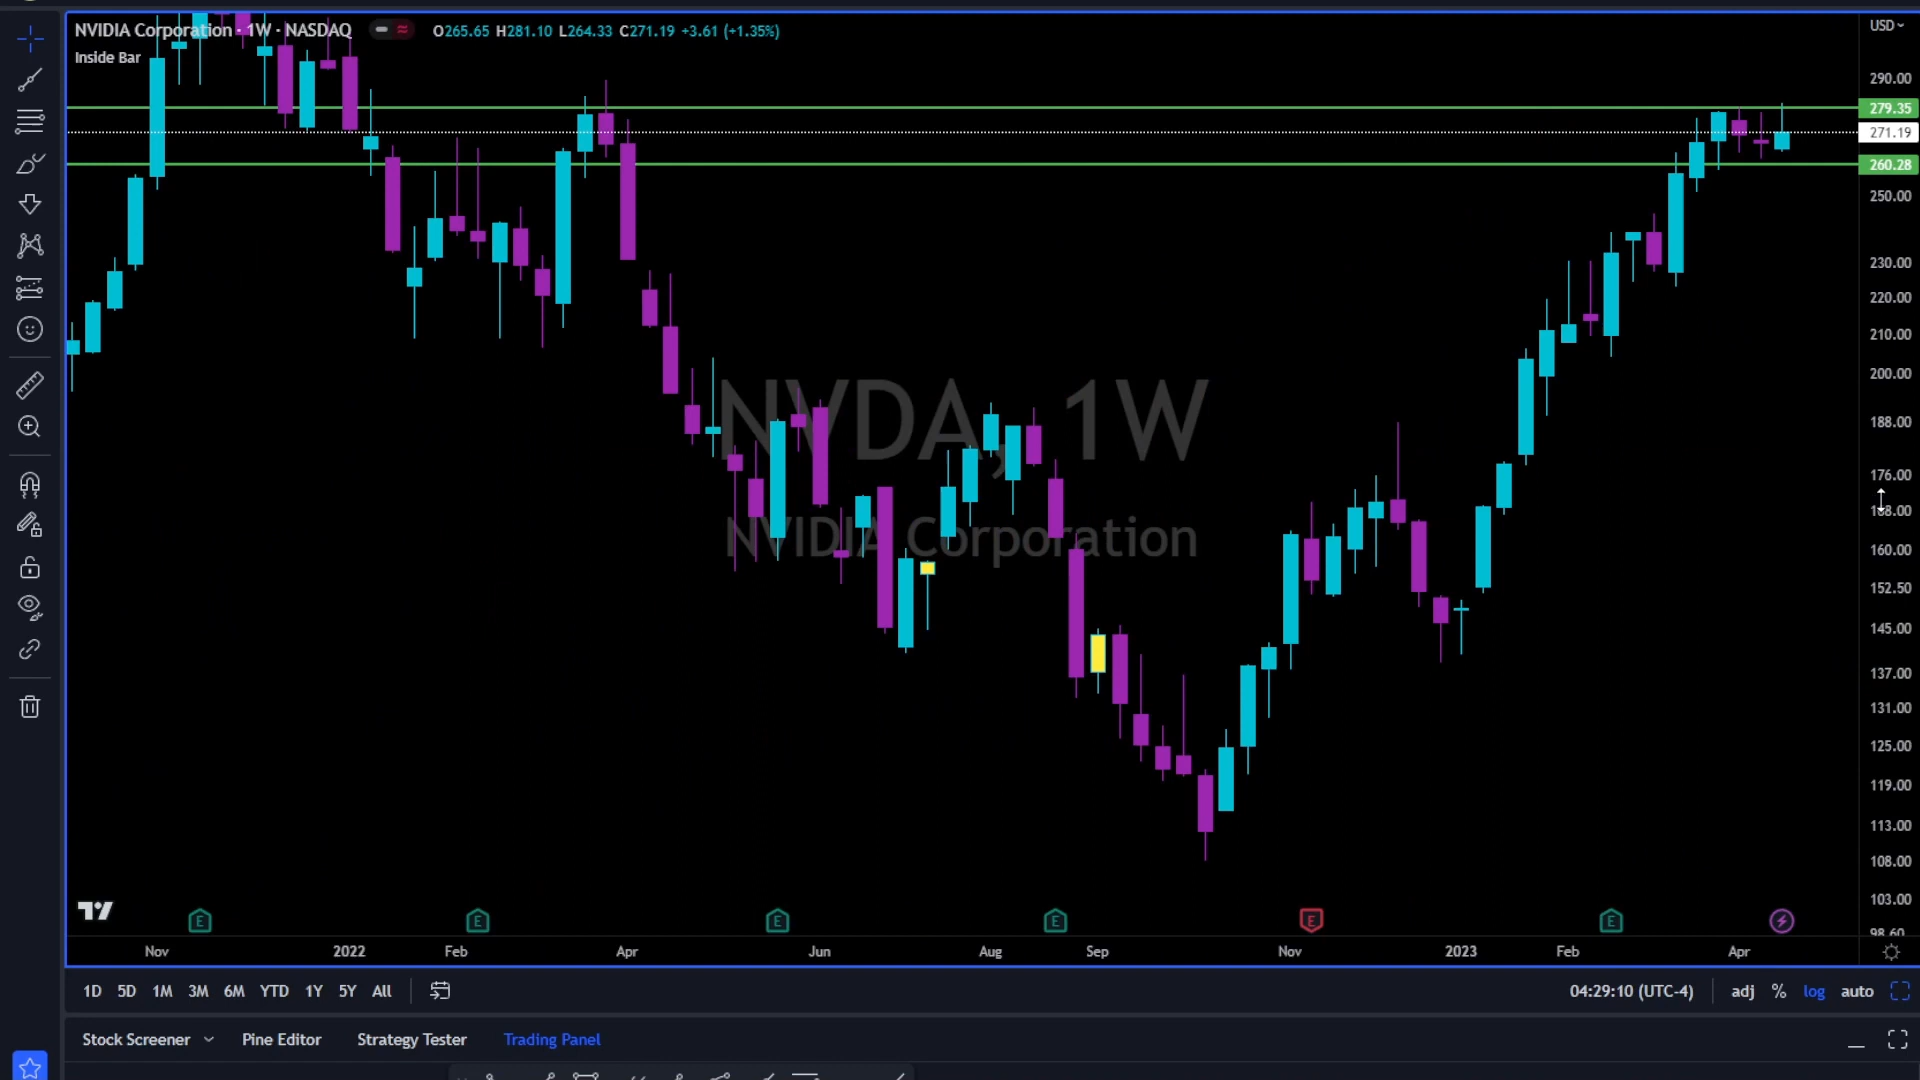 NVIDIA Corporation · 1W · NASDAQ
O265.65 H281.10 L264.33 C271.19 +3.61 (+1.35%)
USD
Inside Bar
290.00
279.35
271.19
260.28
250.00
230.00
220.00
210.00
200.00
188.00
176.00
168.00
160.00
152.50
145.00
137.00
131.00
125.00
119.00
113.00
108.00
103.00
98.60
NVDA, 1W
NVIDIA Corporation
E E E E E E
Nov 2022 Feb Apr Jun Aug Sep Nov 2023 Feb Apr
1D 5D 1M 3M 6M YTD 1Y 5Y All
04:29:10 (UTC-4) adj % log auto
Stock Screener Pine Editor Strategy Tester Trading Panel